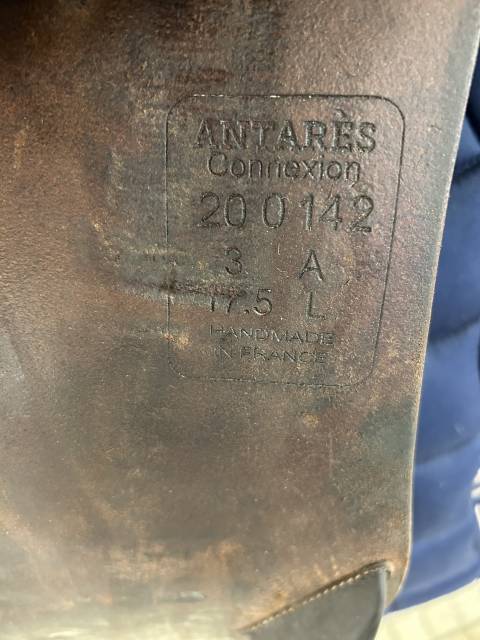 ANTARÈS
Connexion
20 0142
3 A
17.5 L
HANDMADE
IN FRANCE